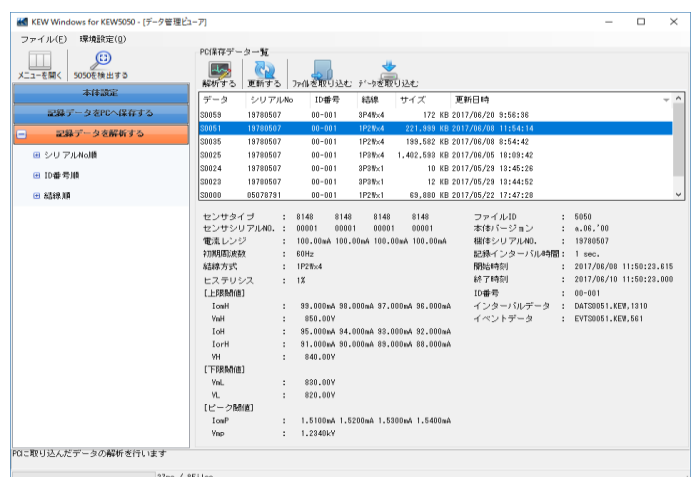 KEW Windows for KEW5050 - [データ管理ビューア]
ファイル(F) 環境設定(O)
メニューを開く 5050を検出する
本体設定
記録データをPCへ保存する
記録データを解析する
シリアルNo順
ID番号順
結線順
PC保存データ一覧
解析する 更新する ファイルを取り込む データを取り込む
データ シリアルNo ID番号 結線 サイズ 更新日時
S0059 19780507 00-001 3P4W×4 172 KB 2017/06/20 9:56:36
S0051 19780507 00-001 1P2W×4 221,999 KB 2017/06/08 11:54:14
S0035 19780507 00-001 1P2W×4 199,582 KB 2017/06/08 8:54:42
S0025 19780507 00-001 1P3W×4 1,402,593 KB 2017/06/05 18:09:42
S0024 19780507 00-001 3P3W×1 10 KB 2017/05/29 13:45:26
S0023 19780507 00-001 3P3W×1 12 KB 2017/05/29 13:44:52
S0000 05078791 00-001 1P2W×1 69,880 KB 2017/05/22 17:47:28
センサタイプ : 8148 8148 8148 8148
センサシリアルNO. : 00001 00001 00001 00001
電流レンジ : 100.00mA 100.00mA 100.00mA 100.00mA
初期周波数 : 60Hz
結線方式 : 1P2W×4
ヒステリシス : 1%
[上限閾値]
IomH : 99.000mA 98.000mA 97.000mA 96.000mA
VmH : 850.00V
IoH : 95.000mA 94.000mA 93.000mA 92.000mA
IorH : 91.000mA 90.000mA 89.000mA 88.000mA
VH : 840.00V
[下限閾値]
VmL : 830.00V
VL : 820.00V
[ピーク閾値]
IomP : 1.5100mA 1.5200mA 1.5300mA 1.5400mA
Vmp : 1.2340kV
ファイルID : 5050
本体バージョン : a.06.'00
機体シリアルNO. : 19780507
記録インターバル時間 : 1 sec.
開始時刻 : 2017/06/08 11:50:23.615
終了時刻 : 2017/06/10 11:50:23.000
ID番号 : 00-001
インターバルデータ : DATS0051.KEW,1310
イベントデータ : EVTS0051.KEW,561
PCに取り込んだデータの解析を行います